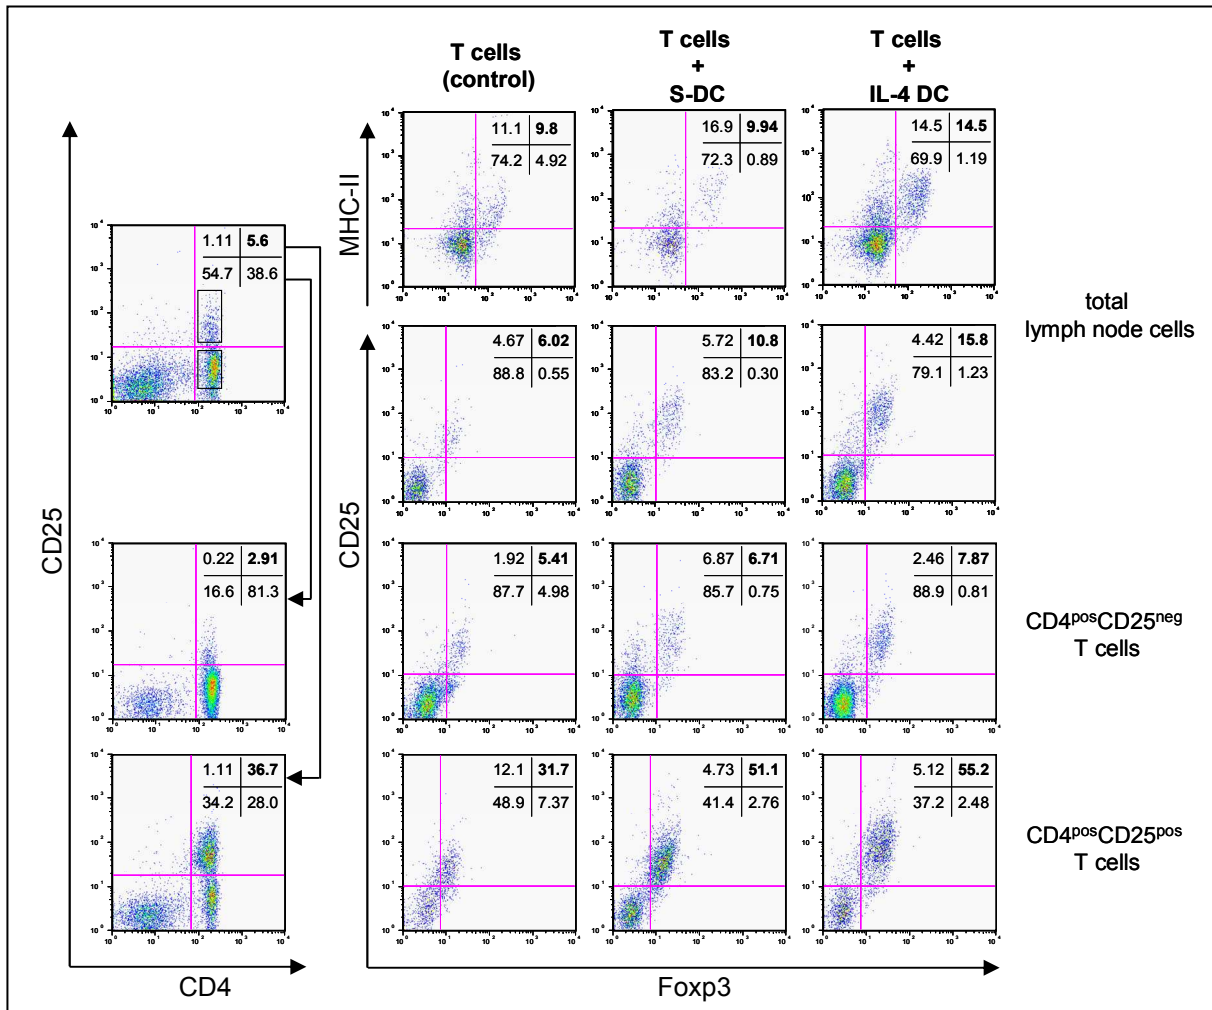 T cells
(control)
T cells
+
S-DC
T cells
+
IL-4 DC
MHC-II
11.1 9.8
74.2 4.92
16.9 9.94
72.3 0.89
14.5 14.5
69.9 1.19
total
lymph node cells
CD25
1.11 5.6
54.7 38.6
CD25
4.67 6.02
88.8 0.55
5.72 10.8
83.2 0.30
4.42 15.8
79.1 1.23
0.22 2.91
16.6 81.3
1.92 5.41
87.7 4.98
6.87 6.71
85.7 0.75
2.46 7.87
88.9 0.81
CD4posCD25neg
T cells
1.11 36.7
34.2 28.0
12.1 31.7
48.9 7.37
4.73 51.1
41.4 2.76
5.12 55.2
37.2 2.48
CD4posCD25pos
T cells
CD4
Foxp3